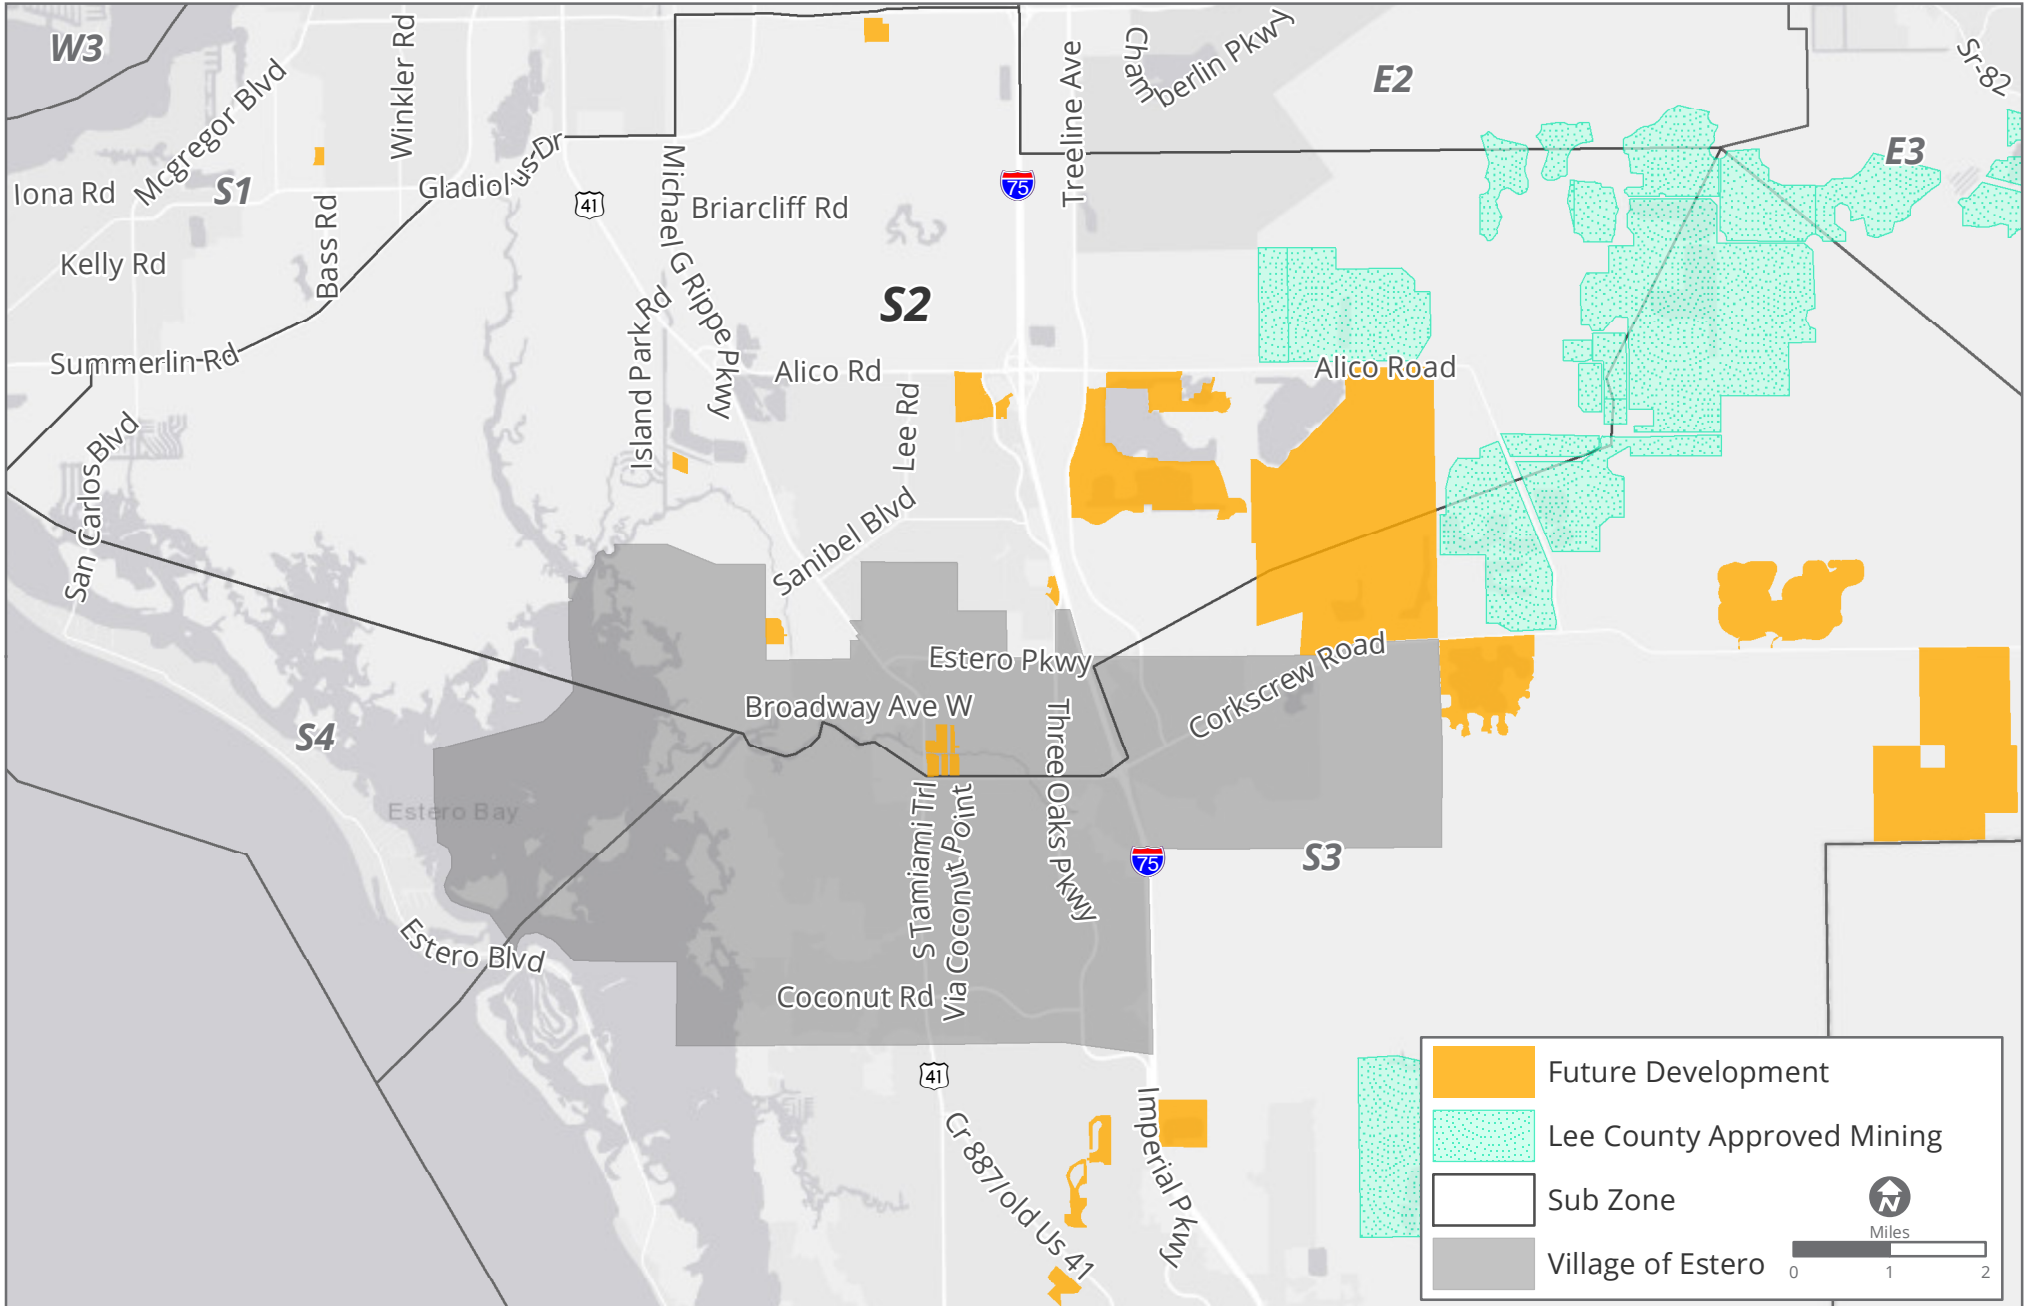 W3
Mcgregor Blvd
Winkler Rd
Treeline Ave
Cham
berlin Pkwy
E2
Sr-82
E3
Iona Rd
S1
Gladiolus Dr
41
Michael G Rippe Pkwy
Briarcliff Rd
75
Kelly Rd
Bass Rd
Island Park Rd
S2
Summerlin Rd
Alico Rd
Alico Road
Lee Rd
San Carlos Blvd
Sanibel Blvd
Estero Pkwy
Corkscrew Road
Broadway Ave W
S4
Three Oaks Pkwy
Estero Bay
S Tamiami Trl
Via Coconut Point
75
S3
Estero Blvd
Coconut Rd
41
Cr 887/old Us 41
Imperial Pkwy
Future Development
Lee County Approved Mining
Sub Zone
Village of Estero
N
Miles
0 1 2